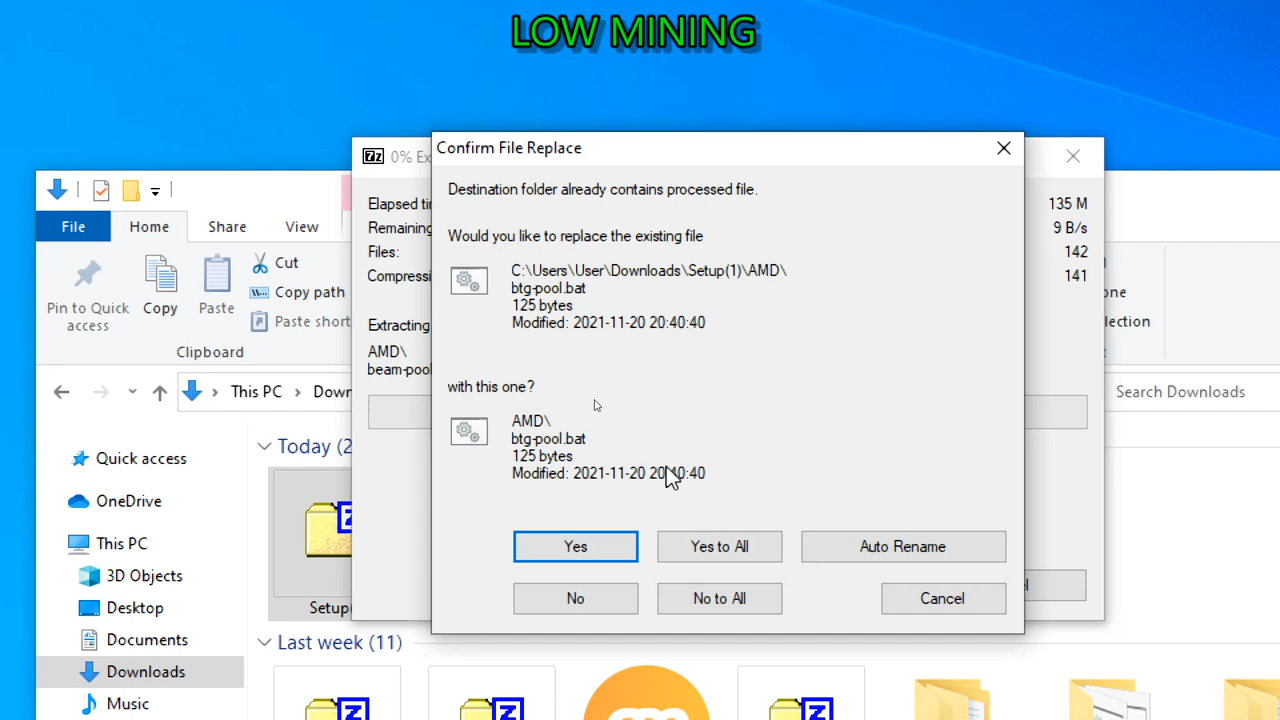 LOW MINING
0% Ex
Confirm File Replace
Destination folder already contains processed file.
Would you like to replace the existing file
C:\Users\User\Downloads\Setup(1)\AMD\
btg-pool.bat
125 bytes
Modified: 2021-11-20 20:40:40
with this one?
AMD\
btg-pool.bat
125 bytes
Modified: 2021-11-20 20:40:40
Yes
Yes to All
Auto Rename
No
No to All
Cancel
Elapsed
Remaining
Files:
Compress
Extracting
AMD\
beam-pool
135 M
9 B/s
142
141
File
Home
Share
View
Pin to Quick
access
Copy
Paste
Cut
Copy path
Paste short
Clipboard
This PC
Down
Search Downloads
Quick access
OneDrive
This PC
3D Objects
Desktop
Documents
Downloads
Music
Today (2
Setup
Last week (11)